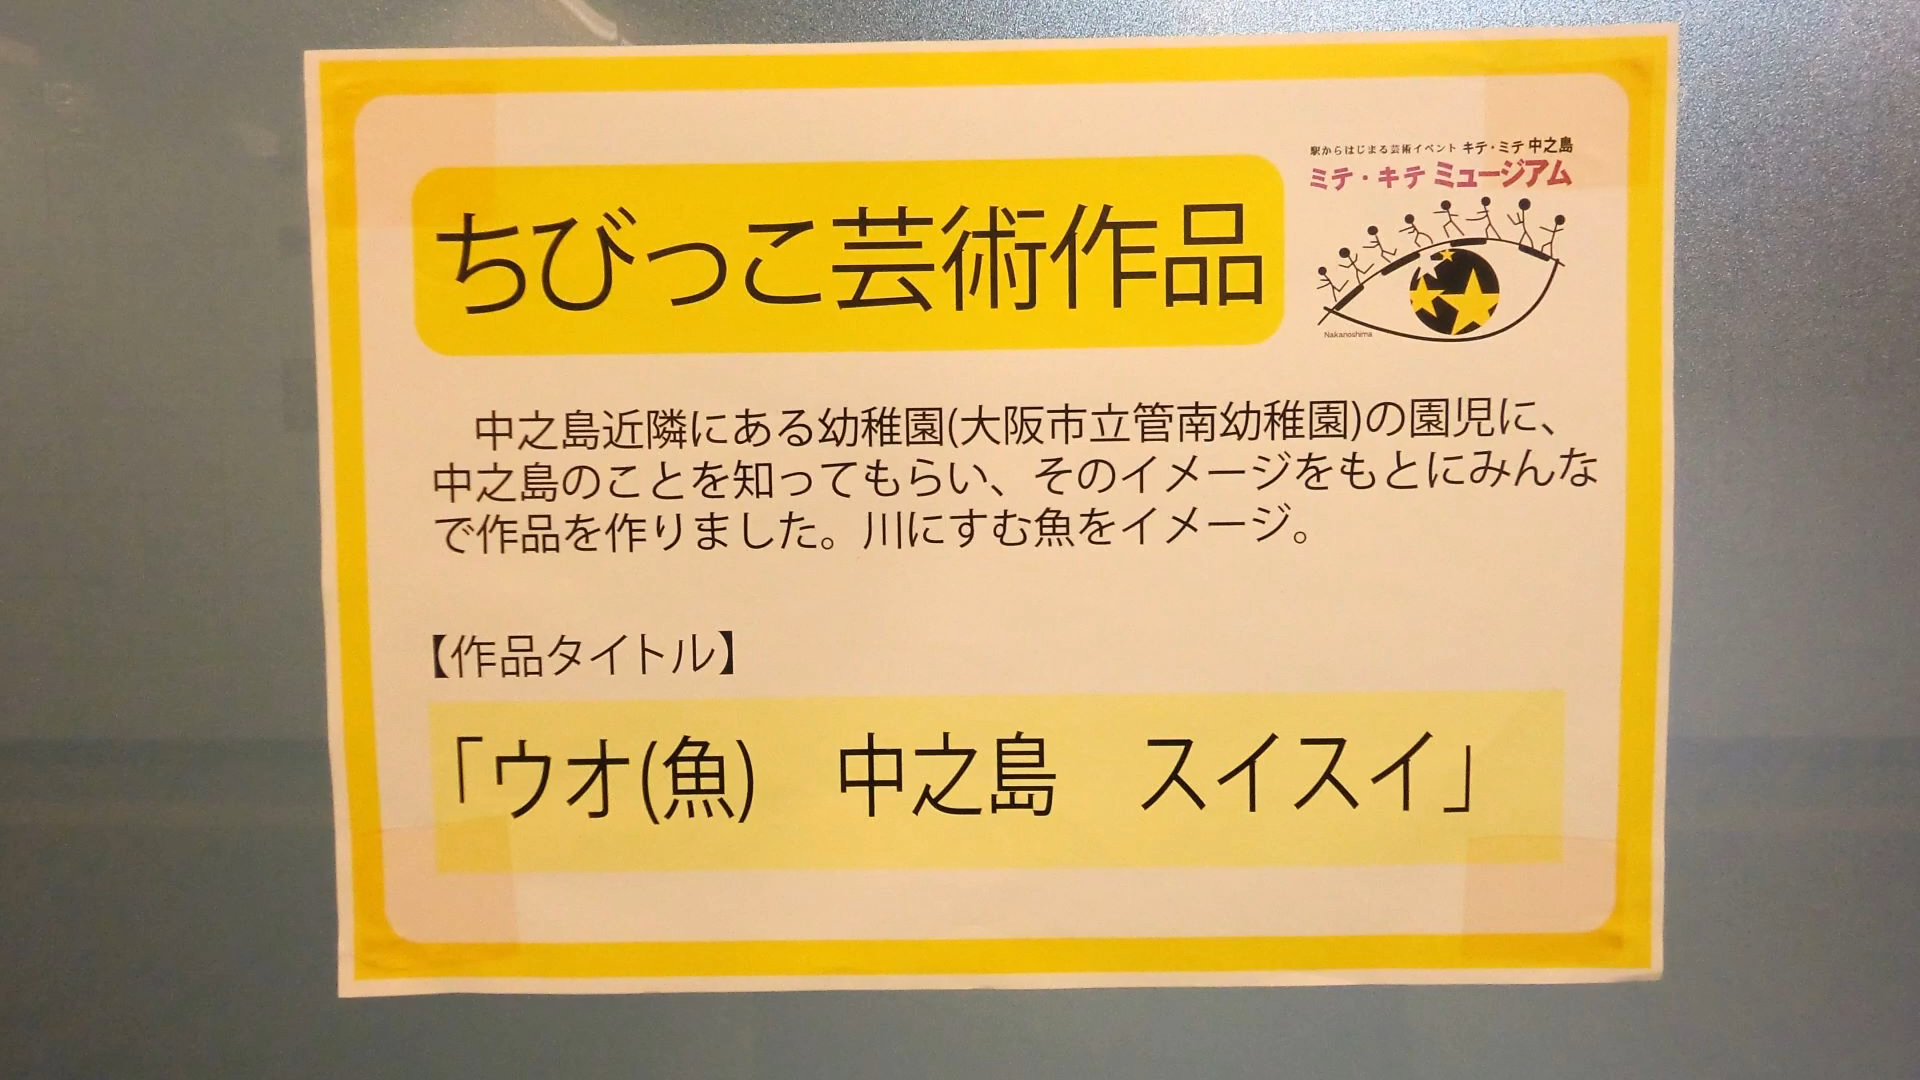 駅からはじまる芸術イベント キテ・ミテ 中之島
ミテ・キテ ミュージアム
ちびっこ芸術作品
Nakanoshima
中之島近隣にある幼稚園(大阪市立管南幼稚園)の園児に、
中之島のことを知ってもらい、そのイメージをもとにみんな
で作品を作りました。川にすむ魚をイメージ。
【作品タイトル】
「ウオ(魚)　中之島　スイスイ」